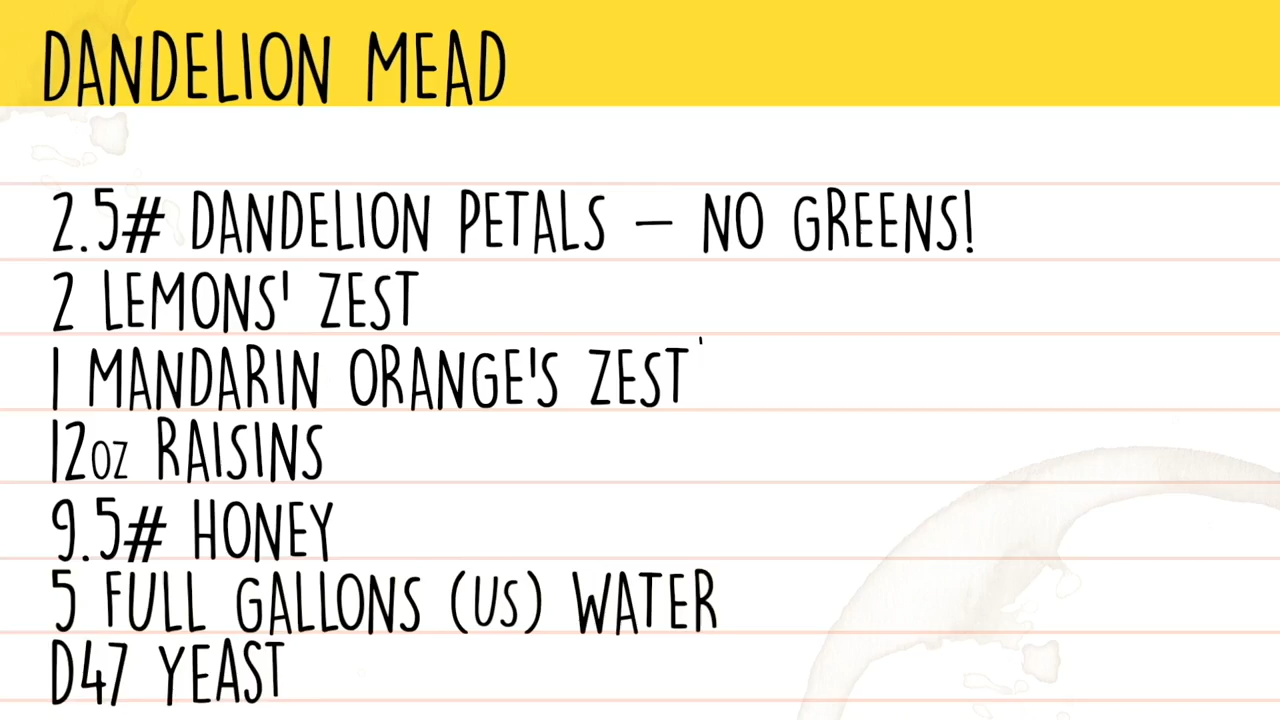 DANDELION MEAD
2.5# DANDELION PETALS – NO GREENS!
2 LEMONS' ZEST
1 MANDARIN ORANGE'S ZEST'
12OZ RAISINS
9.5# HONEY
5 FULL GALLONS (US) WATER
D47 YEAST